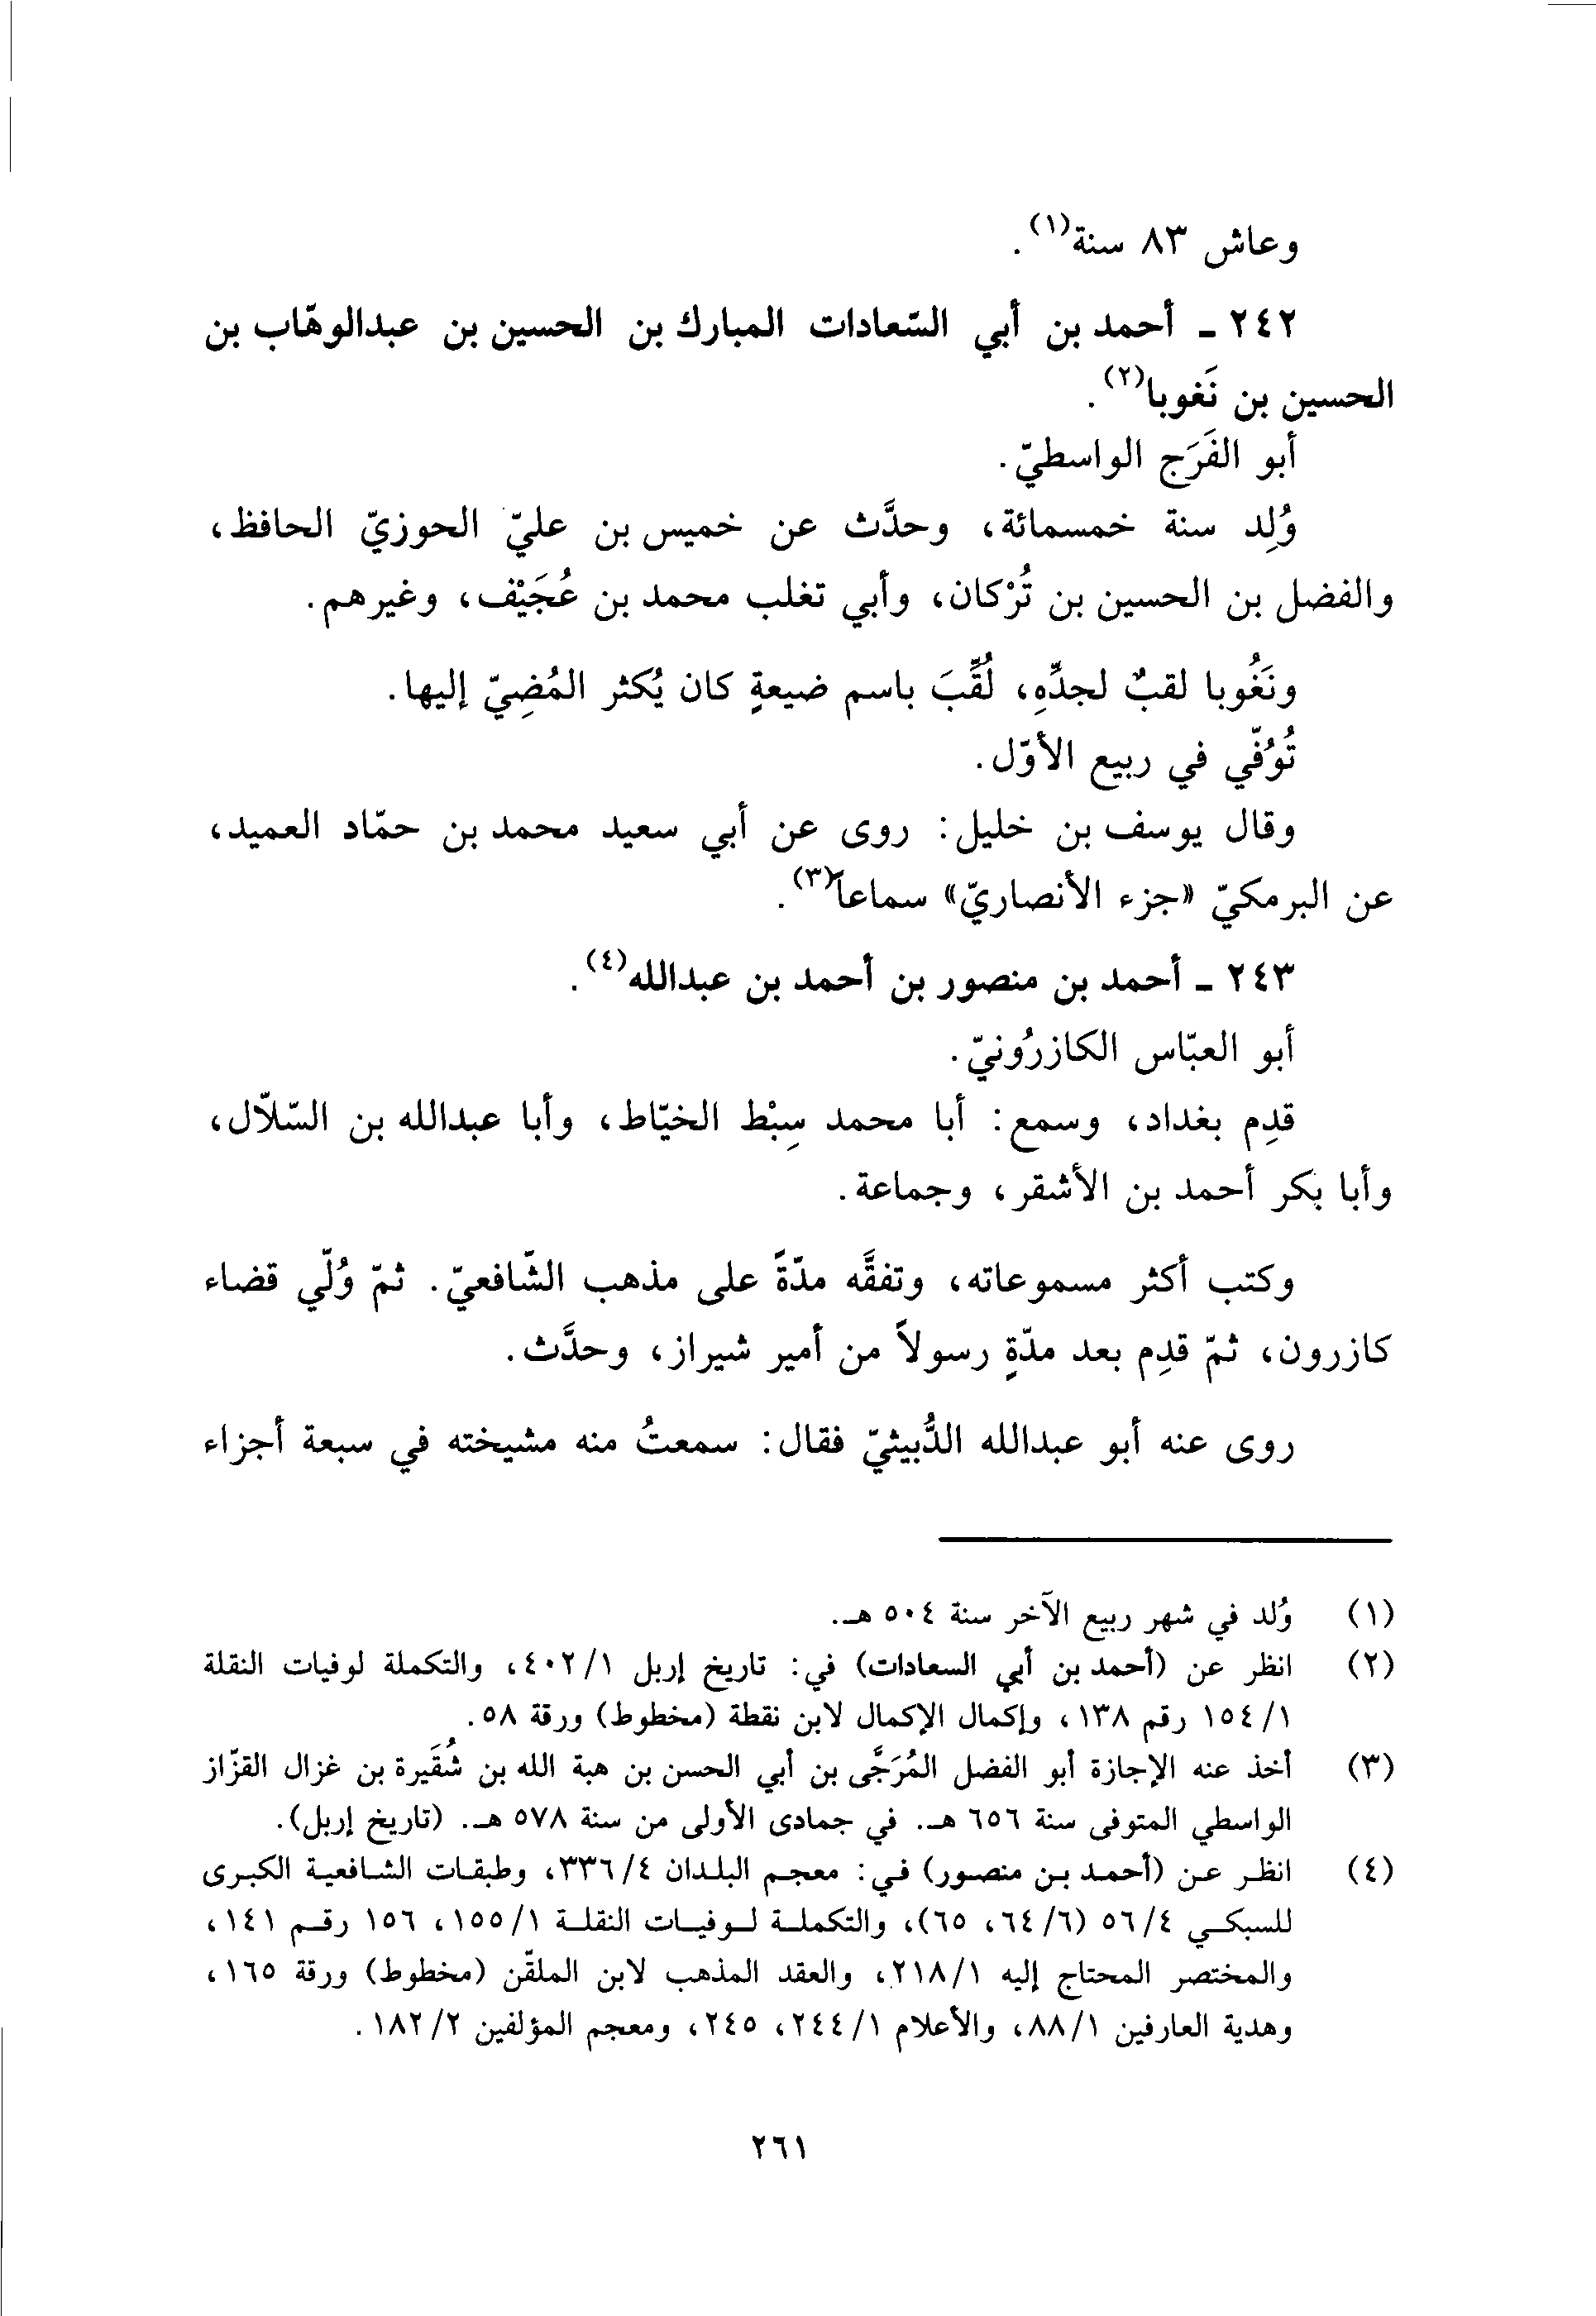 وعاش ٨٣ سنة(١).
٢٤٢ ـ أحمد بن أبي السّعادات المبارك بن الحسين بن عبدالوهّاب بن
الحسين بن نَغوبا(٢).
أبو الفَرَج الواسطيّ.
وُلِد سنة خمسمائة، وحدَّث عن خميس بن عليّ الحوزيّ الحافظ،
والفضل بن الحسين بن تُرْكان، وأبي تغلب محمد بن عُجَيْف، وغيرهم.
ونَغُوبا لقبٌ لجدِّهِ، لُقِّبَ باسم ضيعةٍ كان يُكثر المُضِيّ إليها.
تُوُفّي في ربيع الأوّل.
وقال يوسف بن خليل: روى عن أبي سعيد محمد بن حمّاد العميد،
عن البرمكيّ «جزء الأنصاريّ» سماعاً(٣).
٢٤٣ ـ أحمد بن منصور بن أحمد بن عبدالله(٤).
أبو العبّاس الكازرُونيّ.
قدِم بغداد، وسمع: أبا محمد سِبْط الخيّاط، وأبا عبدالله بن السّلاّل،
وأبا بكر أحمد بن الأشقر، وجماعة.
وكتب أكثر مسموعاته، وتفقَّه مدّةً على مذهب الشّافعيّ. ثمّ وُلّي قضاء
كازرون، ثمّ قدِم بعد مدّةٍ رسولاً من أمير شيراز، وحدَّث.
روى عنه أبو عبدالله الدُّبيثيّ فقال: سمعتُ منه مشيخته في سبعة أجزاء
(١) وُلد في شهر ربيع الآخر سنة ٥٠٤ هـ.
(٢) انظر عن (أحمد بن أبي السعادات) في: تاريخ إربل ١/ ٤٠٢، والتكملة لوفيات النقلة
١/ ١٥٤ رقم ١٣٨، وإكمال الإكمال لابن نقطة (مخطوط) ورقة ٥٨.
(٣) أخذ عنه الإجازة أبو الفضل المُرَجَّى بن أبي الحسن بن هبة الله بن شُقَيرة بن غزال القزّاز
الواسطي المتوفى سنة ٦٥٦ هـ. في جمادى الأولى من سنة ٥٧٨ هـ. (تاريخ إربل).
(٤) انظر عن (أحمد بن منصور) في: معجم البلدان ٤/ ٣٣٦، وطبقات الشافعية الكبرى
للسبكي ٤/ ٥٦ (٦/ ٦٤، ٦٥)، والتكملة لوفيات النقلة ١/ ١٥٥، ١٥٦ رقم ١٤١،
والمختصر المحتاج إليه ١/ ٢١٨، والعقد المذهب لابن الملقّن (مخطوط) ورقة ١٦٥،
وهدية العارفين ١/ ٨٨، والأعلام ١/ ٢٤٤، ٢٤٥، ومعجم المؤلفين ٢/ ١٨٢.
٢٦١